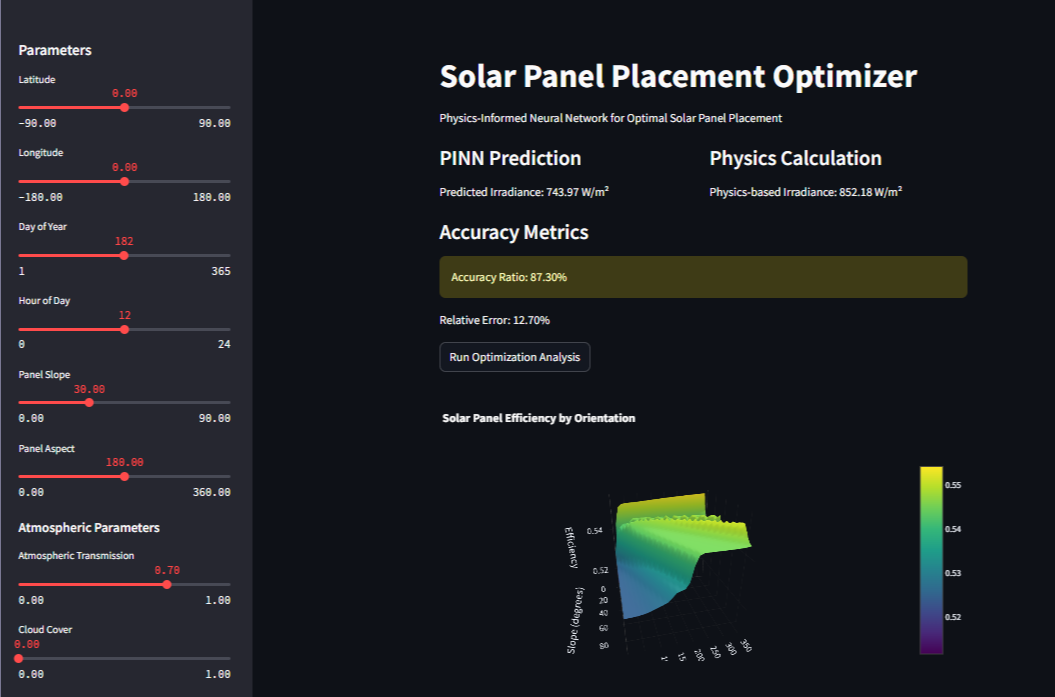 Parameters
Latitude
0.00
-90.00 90.00
Longitude
0.00
-180.00 180.00
Day of Year
182
1 365
Hour of Day
12
0 24
Panel Slope
30.00
0.00 90.00
Panel Aspect
180.00
0.00 360.00
Atmospheric Parameters
Atmospheric Transmission
0.70
0.00 1.00
Cloud Cover
0.00
0.00 1.00
Solar Panel Placement Optimizer
Physics-Informed Neural Network for Optimal Solar Panel Placement
PINN Prediction
Predicted Irradiance: 743.97 W/m²
Physics Calculation
Physics-based Irradiance: 852.18 W/m²
Accuracy Metrics
Accuracy Ratio: 87.30%
Relative Error: 12.70%
Run Optimization Analysis
Solar Panel Efficiency by Orientation
Efficiency
0.54
0.52
Slope (degrees)
0
20
40
60
80
200
250
300
350
0.55
0.54
0.53
0.52